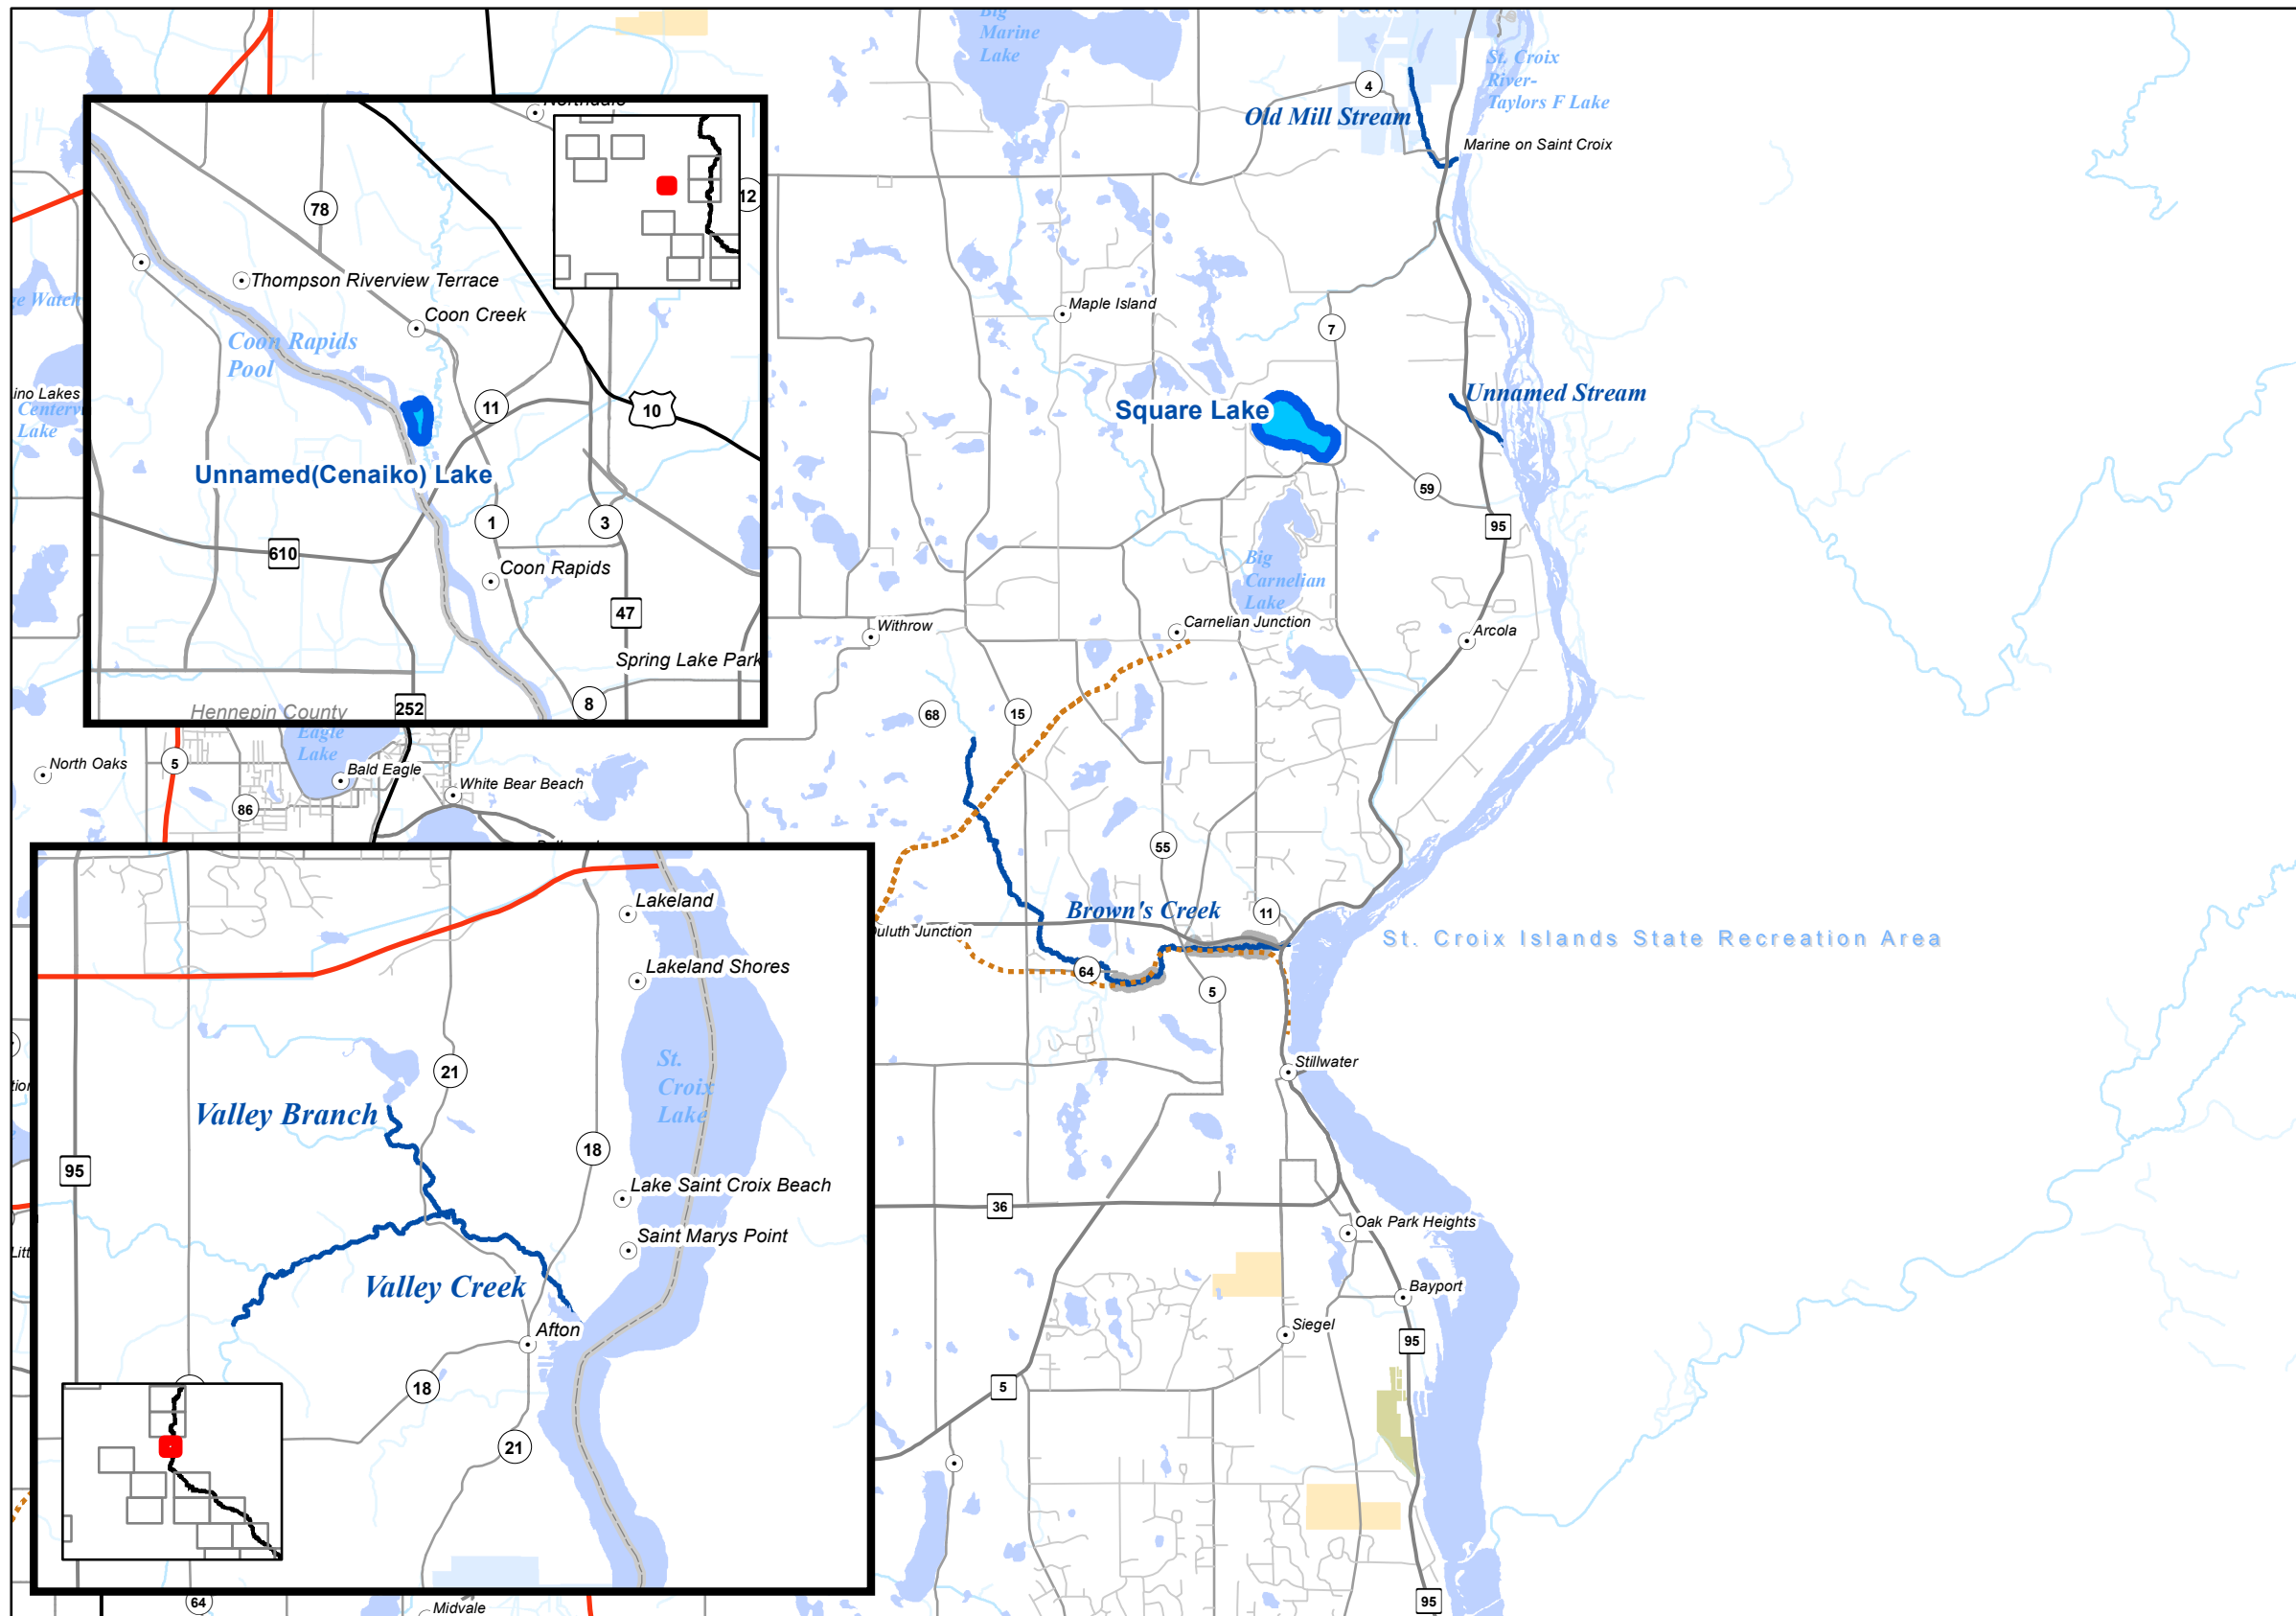 Big
Marine
Lake
St. Croix
River-
Taylors F Lake
4
Old Mill Stream
Marine on Saint Croix
12
78
Thompson Riverview Terrace
Coon Creek
Coon Rapids
Pool
11
10
Unnamed(Cenaiko) Lake
1
3
610
Coon Rapids
47
Spring Lake Park
8
252
Hennepin County
ino Lakes
Lake
Maple Island
7
Square Lake
Unnamed Stream
59
95
Big
Carnelian
Lake
Withrow
Carnelian Junction
Arcola
68
15
Eagle
Lake
North Oaks
5
Bald Eagle
White Bear Beach
86
55
Brown's Creek
11
Duluth Junction
St. Croix Islands State Recreation Area
64
5
Stillwater
36
Oak Park Heights
Bayport
Siegel
95
5
95
Lakeland
Lakeland Shores
St.
Croix
Lake
21
Valley Branch
18
95
Lake Saint Croix Beach
Saint Marys Point
Valley Creek
Afton
18
21
64
Midvale